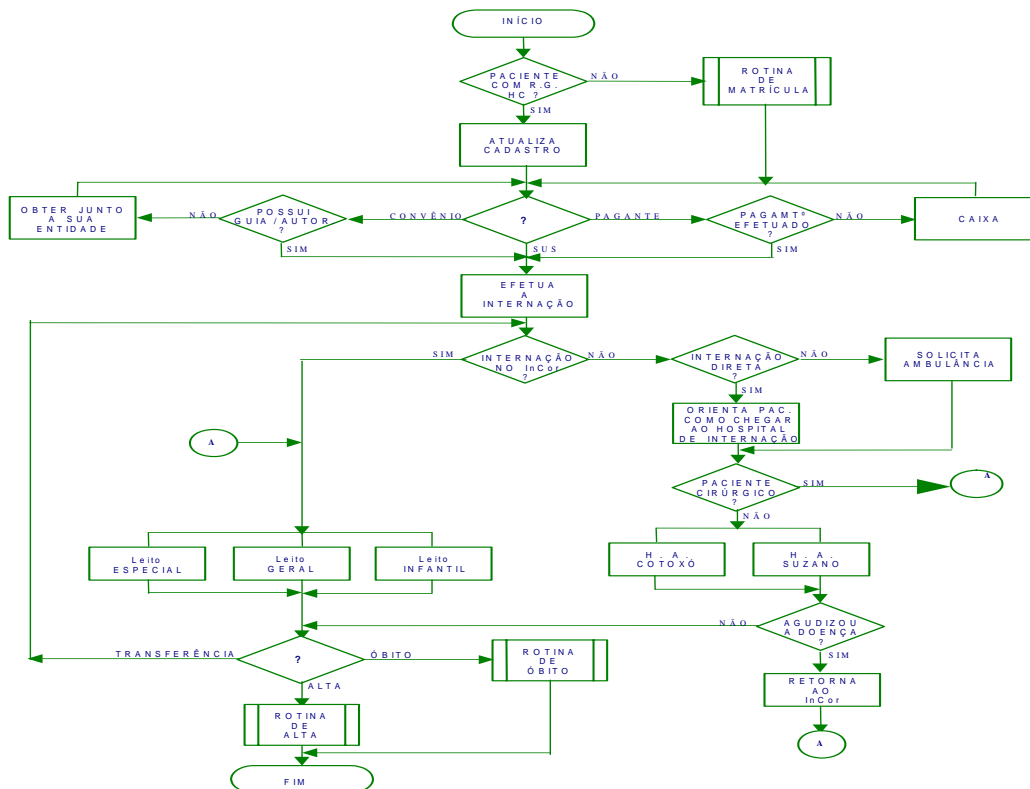 INÍCIO
PACIENTE
COM R.G.
HC ?
NÃO
ROTINA
DE
MATRÍCULA
SIM
ATUALIZA
CADASTRO
OBTER JUNTO
A SUA
ENTIDADE
NÃO
POSSUI
GUIA/AUTOR
?
CONVÊNIO
?
PAGANTE
PAGAMTº
EFETUADO
?
NÃO
CAIXA
SIM
SUS
SIM
EFETUA
A
INTERNAÇÃO
SIM
INTERNAÇÃO
NO InCor
?
NÃO
INTERNAÇÃO
DIRETA
?
NÃO
SOLICITA
AMBULÂNCIA
SIM
ORIENTA PAC.
COMO CHEGAR
AO HOSPITAL
DE INTERNAÇÃO
A
PACIENTE
CIRÚRGICO
?
SIM
A
NÃO
Leito
ESPECIAL
Leito
GERAL
Leito
INFANTIL
H. A.
COTOXÓ
H. A.
SUZANO
NÃO
AGUDIZOU
A DOENÇA
?
TRANSFERÊNCIA
?
ÓBITO
ROTINA
DE
ÓBITO
SIM
ALTA
RETORNA
AO
InCor
ROTINA
DE
ALTA
A
FIM